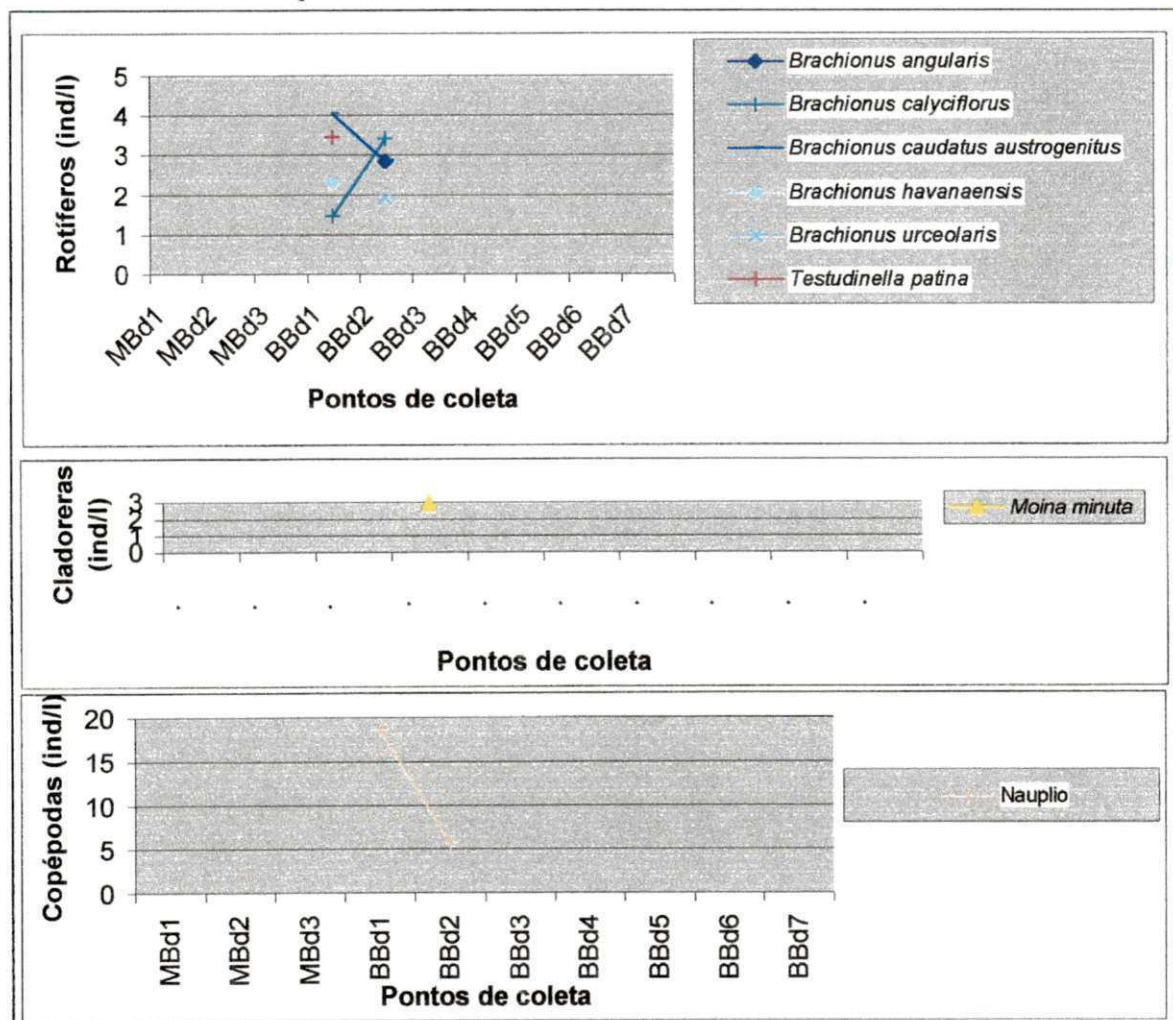 Rotíferos (ind/l)
5
4
3
2
1
0
MBd1
MBd2
MBd3
BBd1
BBd2
BBd3
BBd4
BBd5
BBd6
BBd7
Pontos de coleta
Brachionus angularis
Brachionus calyciflorus
Brachionus caudatus austrogenitus
Brachionus havanaensis
Brachionus urceolaris
Testudinella patina
Cladoreras
(ind/l)
3
2
1
0
Pontos de coleta
Moina minuta
Copépodas (ind/l)
20
15
10
5
0
MBd1
MBd2
MBd3
BBd1
BBd2
BBd3
BBd4
BBd5
BBd6
BBd7
Pontos de coleta
Nauplio